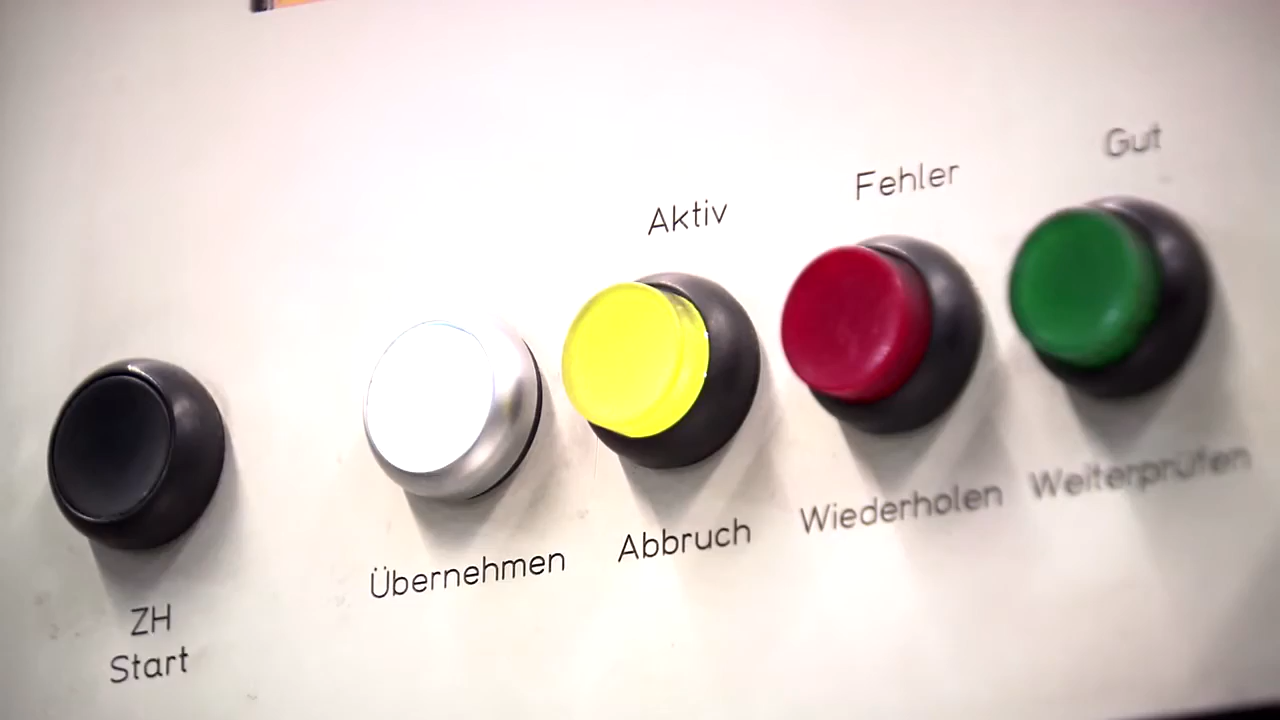 Aktiv
Fehler
Gut
ZH
Start
Übernehmen
Abbruch
Wiederholen
Weiterprüfen